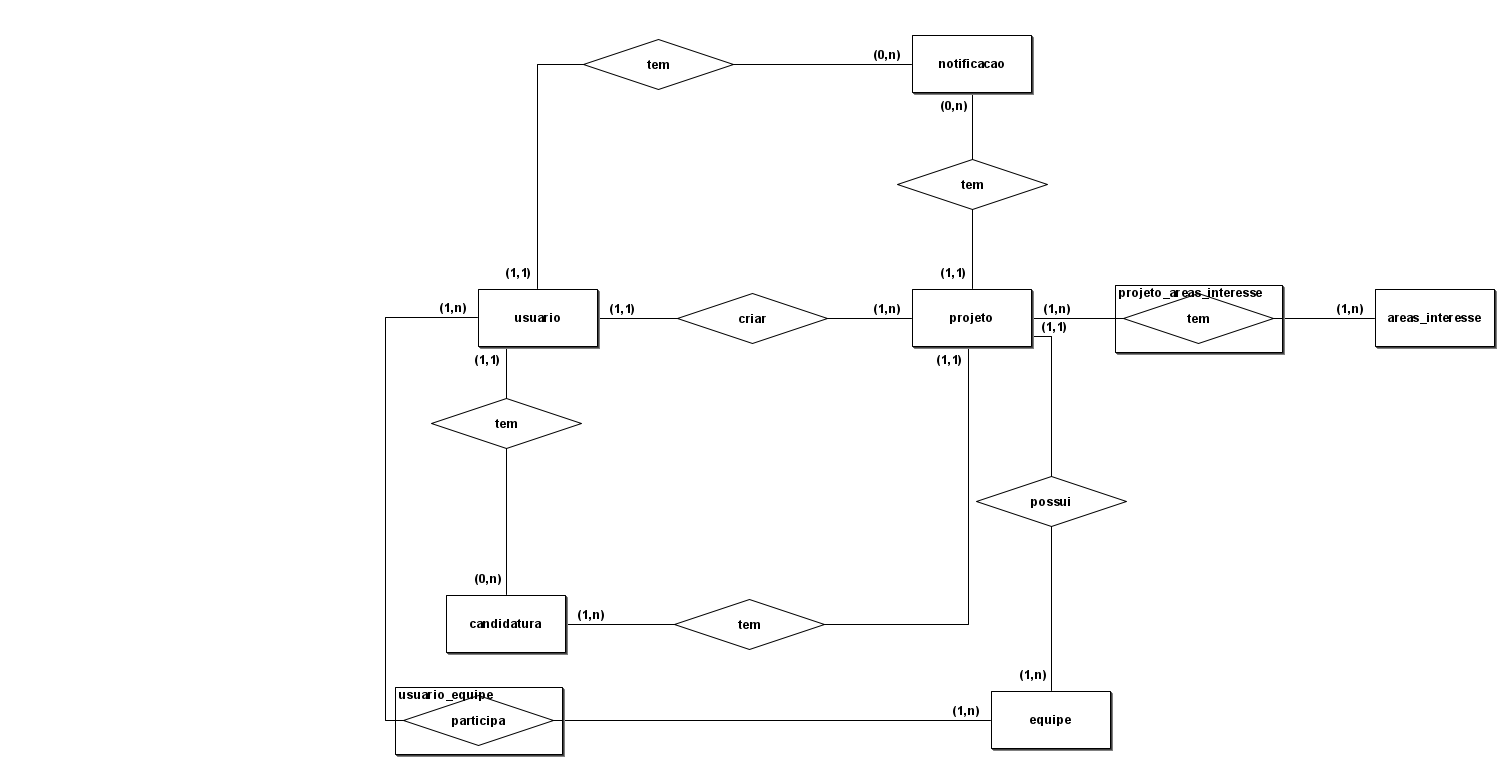 tem
(0,n)
notificacao
(0,n)
tem
(1,1)
(1,1)
(1,n)
usuario
(1,1)
criar
(1,n)
projeto
(1,n)
projeto_areas_interesse
tem
(1,n)
areas_interesse
(1,1)
(1,1)
(1,1)
tem
possui
(0,n)
candidatura
(1,n)
tem
(1,n)
usuario_equipe
participa
(1,n)
equipe